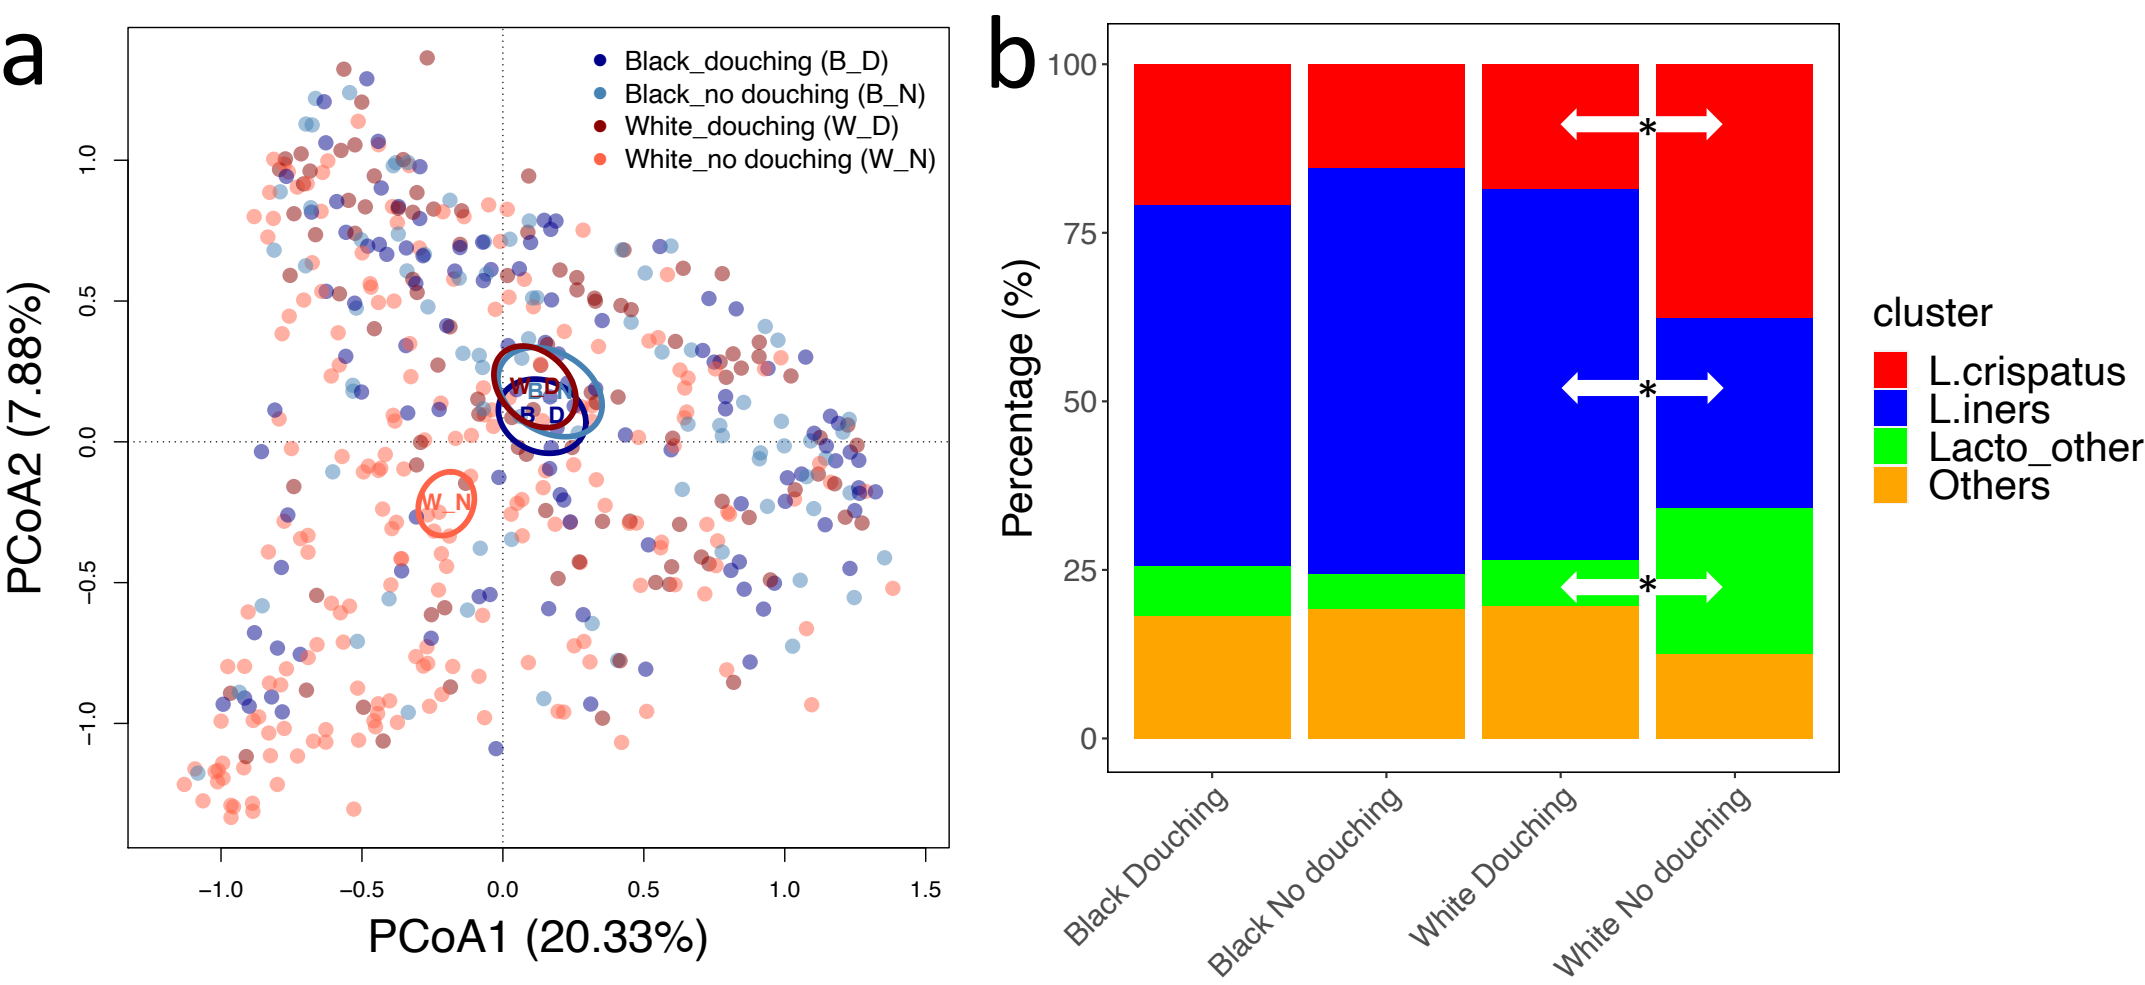 a
Black_douching (B_D)
Black_no douching (B_N)
White_douching (W_D)
White_no douching (W_N)
PCoA2 (7.88%)
1.0
0.5
0.0
−0.5
−1.0
W_D
B_N
B_D
W_N
−1.0
−0.5
0.0
0.5
1.0
1.5
PCoA1 (20.33%)
b
Percentage (%)
100
75
50
25
0
*
*
*
Black Douching
Black No douching
White Douching
White No douching
cluster
L.crispatus
L.iners
Lacto_other
Others